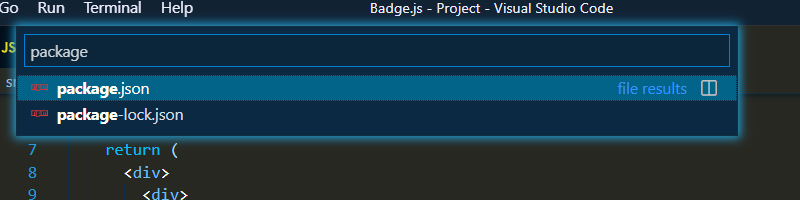 Go Run Terminal Help Badge.js - Project - Visual Studio Code
JS
package
package.json file results
package-lock.json
7 return (
8 <div>
9 <div>